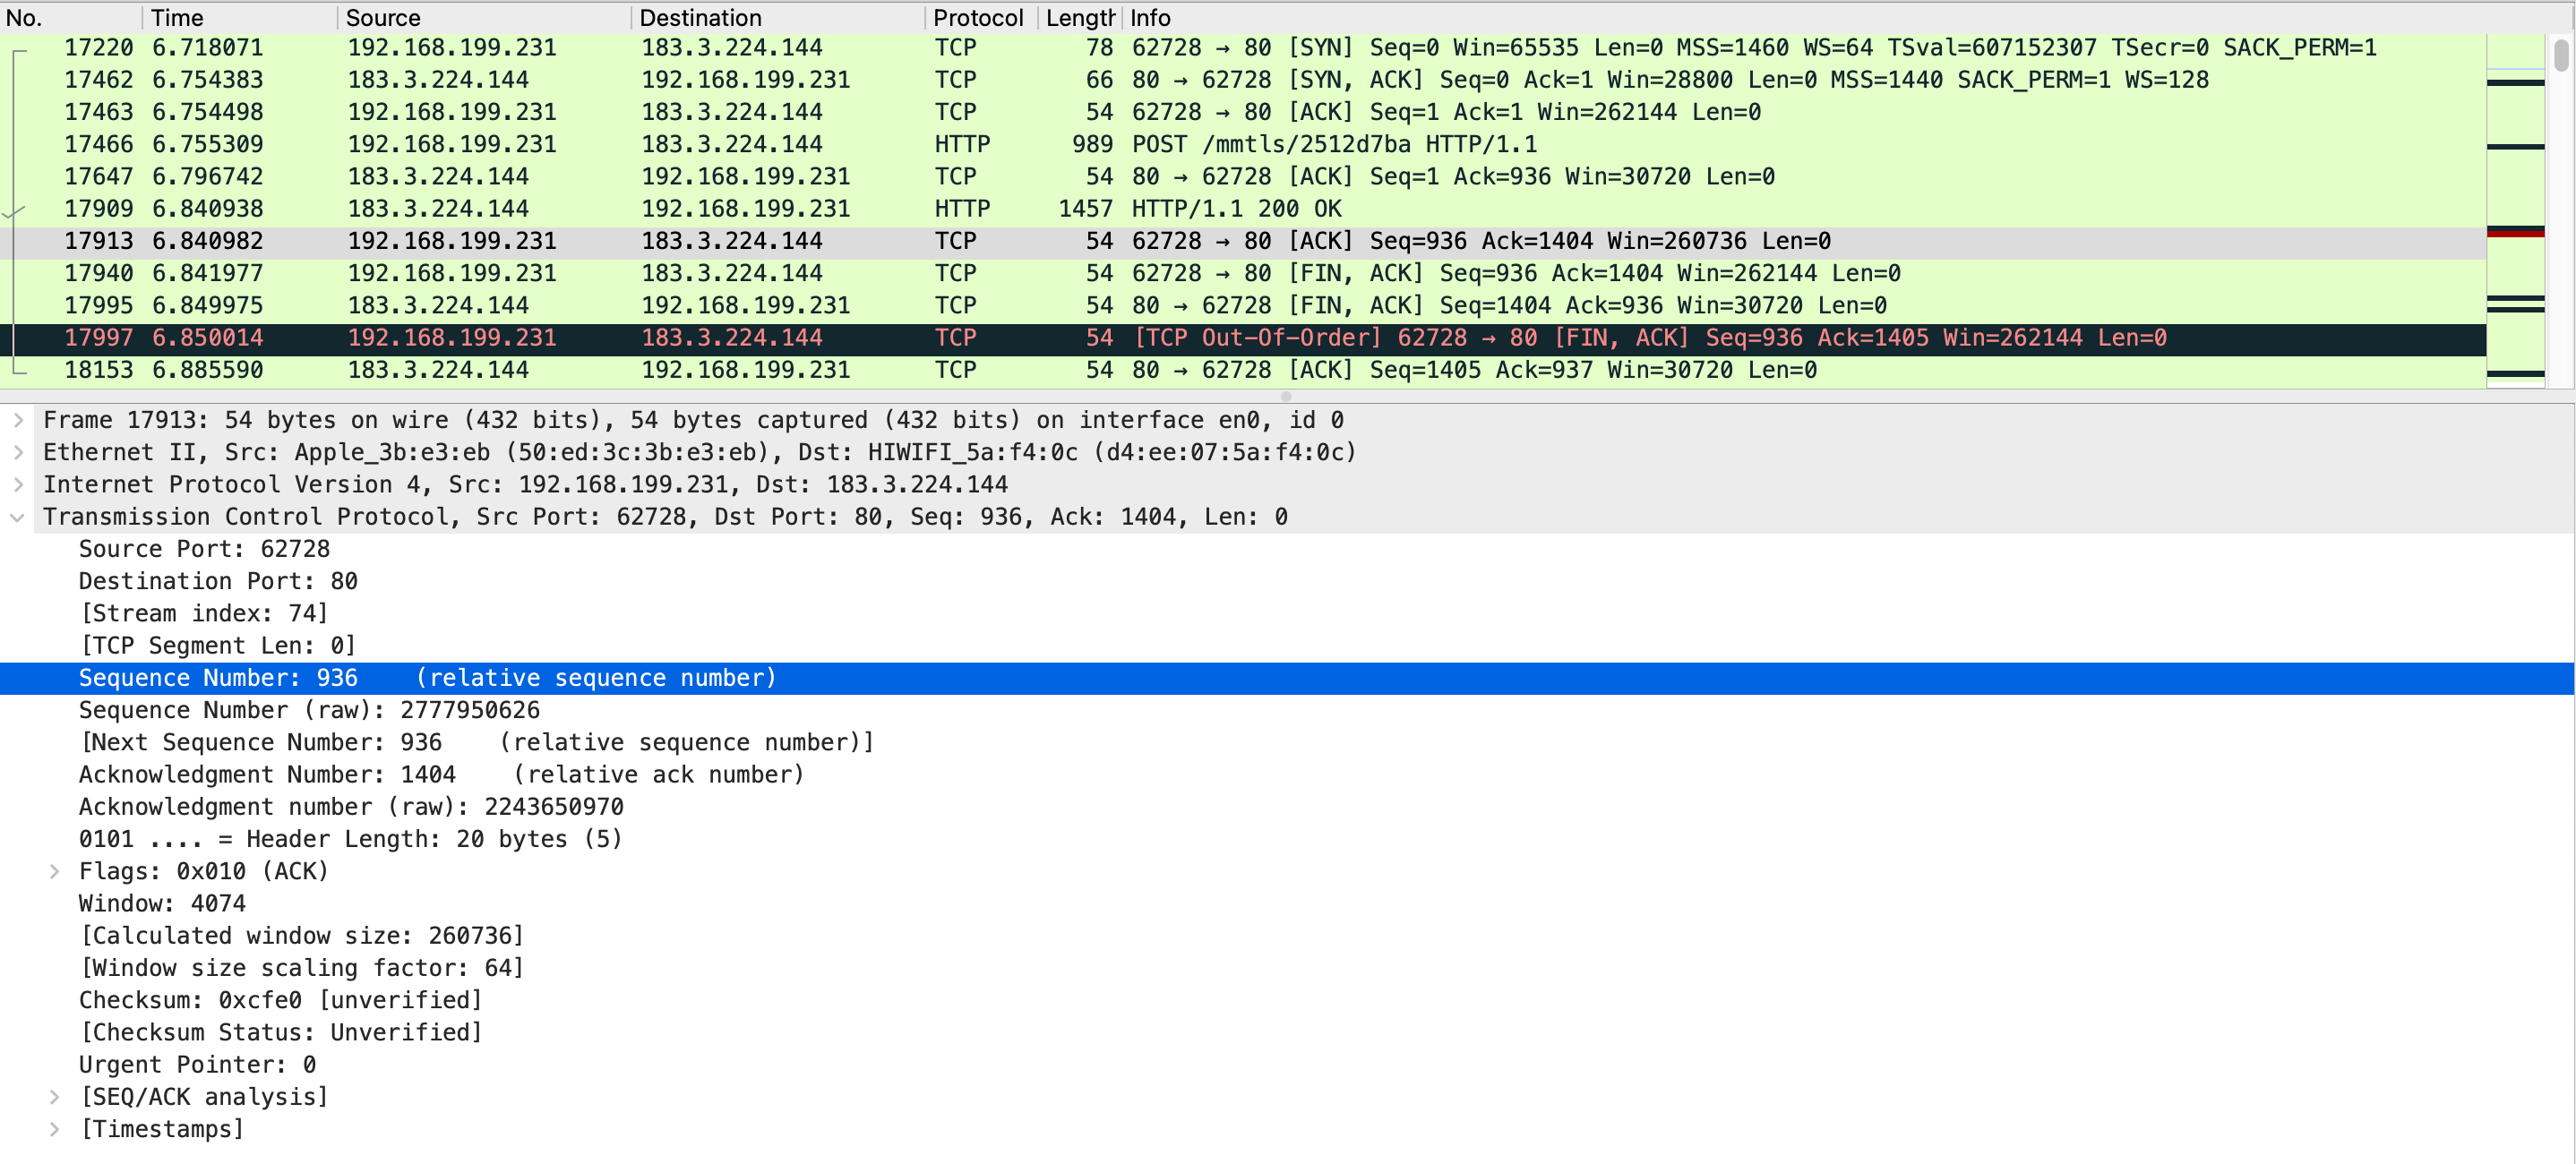 No. Time Source Destination Protocol Length Info
17220 6.718071 192.168.199.231 183.3.224.144 TCP 78 62728 → 80 [SYN] Seq=0 Win=65535 Len=0 MSS=1460 WS=64 TSval=607152307 TSecr=0 SACK_PERM=1
17462 6.754383 183.3.224.144 192.168.199.231 TCP 66 80 → 62728 [SYN, ACK] Seq=0 Ack=1 Win=28800 Len=0 MSS=1440 SACK_PERM=1 WS=128
17463 6.754498 192.168.199.231 183.3.224.144 TCP 54 62728 → 80 [ACK] Seq=1 Ack=1 Win=262144 Len=0
17466 6.755309 192.168.199.231 183.3.224.144 HTTP 989 POST /mmtls/2512d7ba HTTP/1.1
17647 6.796742 183.3.224.144 192.168.199.231 TCP 54 80 → 62728 [ACK] Seq=1 Ack=936 Win=30720 Len=0
17909 6.840938 183.3.224.144 192.168.199.231 HTTP 1457 HTTP/1.1 200 OK
17913 6.840982 192.168.199.231 183.3.224.144 TCP 54 62728 → 80 [ACK] Seq=936 Ack=1404 Win=260736 Len=0
17940 6.841977 192.168.199.231 183.3.224.144 TCP 54 62728 → 80 [FIN, ACK] Seq=936 Ack=1404 Win=262144 Len=0
17995 6.849975 183.3.224.144 192.168.199.231 TCP 54 80 → 62728 [FIN, ACK] Seq=1404 Ack=936 Win=30720 Len=0
17997 6.850014 192.168.199.231 183.3.224.144 TCP 54 [TCP Out-Of-Order] 62728 → 80 [FIN, ACK] Seq=936 Ack=1405 Win=262144 Len=0
18153 6.885590 183.3.224.144 192.168.199.231 TCP 54 80 → 62728 [ACK] Seq=1405 Ack=937 Win=30720 Len=0
Frame 17913: 54 bytes on wire (432 bits), 54 bytes captured (432 bits) on interface en0, id 0
Ethernet II, Src: Apple_3b:e3:eb (50:ed:3c:3b:e3:eb), Dst: HIWIFI_5a:f4:0c (d4:ee:07:5a:f4:0c)
Internet Protocol Version 4, Src: 192.168.199.231, Dst: 183.3.224.144
Transmission Control Protocol, Src Port: 62728, Dst Port: 80, Seq: 936, Ack: 1404, Len: 0
Source Port: 62728
Destination Port: 80
[Stream index: 74]
[TCP Segment Len: 0]
Sequence Number: 936 (relative sequence number)
Sequence Number (raw): 2777950626
[Next Sequence Number: 936 (relative sequence number)]
Acknowledgment Number: 1404 (relative ack number)
Acknowledgment number (raw): 2243650970
0101 .... = Header Length: 20 bytes (5)
Flags: 0x010 (ACK)
Window: 4074
[Calculated window size: 260736]
[Window size scaling factor: 64]
Checksum: 0xcfe0 [unverified]
[Checksum Status: Unverified]
Urgent Pointer: 0
[SEQ/ACK analysis]
[Timestamps]